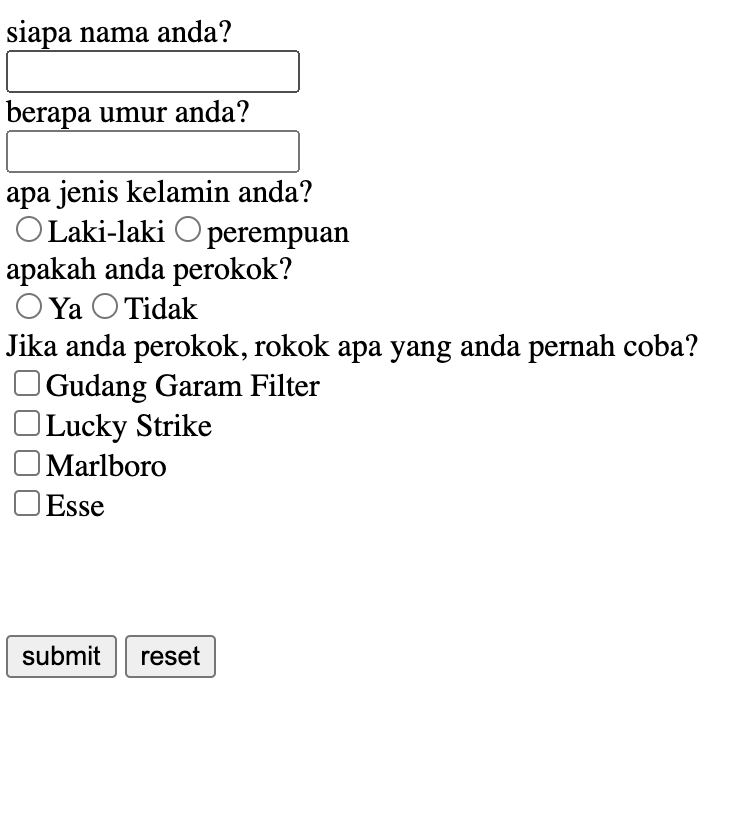 siapa nama anda?
berapa umur anda?
apa jenis kelamin anda?
Laki-laki perempuan
apakah anda perokok?
Ya Tidak
Jika anda perokok, rokok apa yang anda pernah coba?
Gudang Garam Filter
Lucky Strike
Marlboro
Esse
submit reset